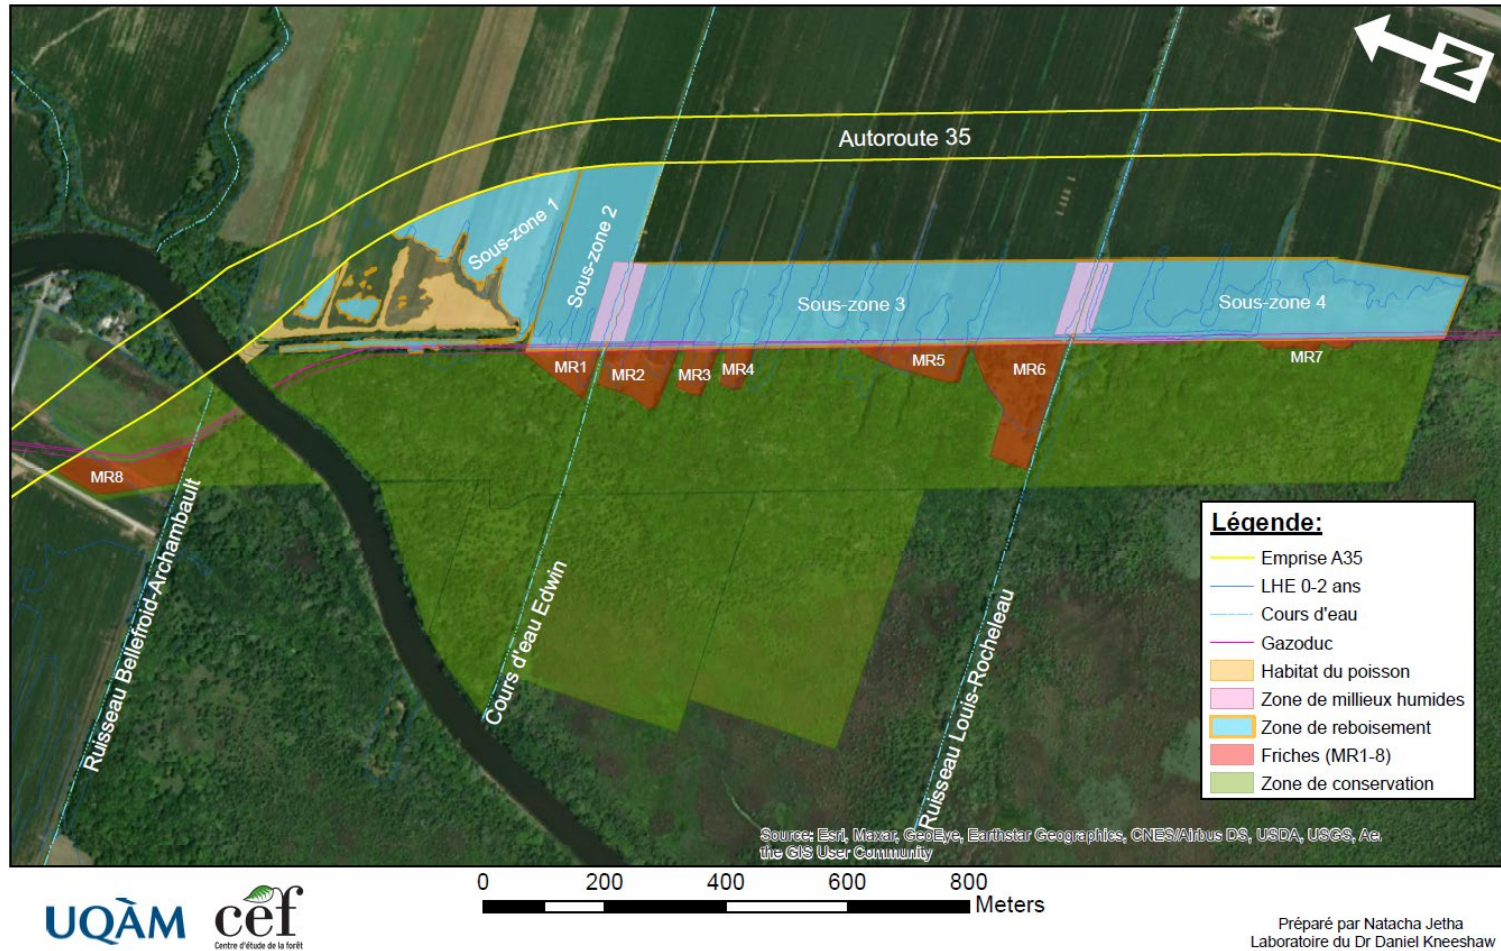 N
Autoroute 35
Sous-zone 1
Sous-zone 2
Sous-zone 3
Sous-zone 4
MR1
MR2
MR3
MR4
MR5
MR6
MR7
MR8
Ruisseau Bellefroid-Archambault
Cours d'eau Edwin
Ruisseau Louis-Rocheleau
Légende:
Emprise A35
LHE 0-2 ans
Cours d'eau
Gazoduc
Habitat du poisson
Zone de millieux humides
Zone de reboisement
Friches (MR1-8)
Zone de conservation
Source: Esri, Maxar, GeoEye, Earthstar Geographics, CNES/Airbus DS, USDA, USGS, Ae
the GIS User Community
0 200 400 600 800
Meters
UQÀM
cef
Centre d'étude de la forêt
Préparé par Natacha Jetha
Laboratoire du Dr Daniel Kneeshaw